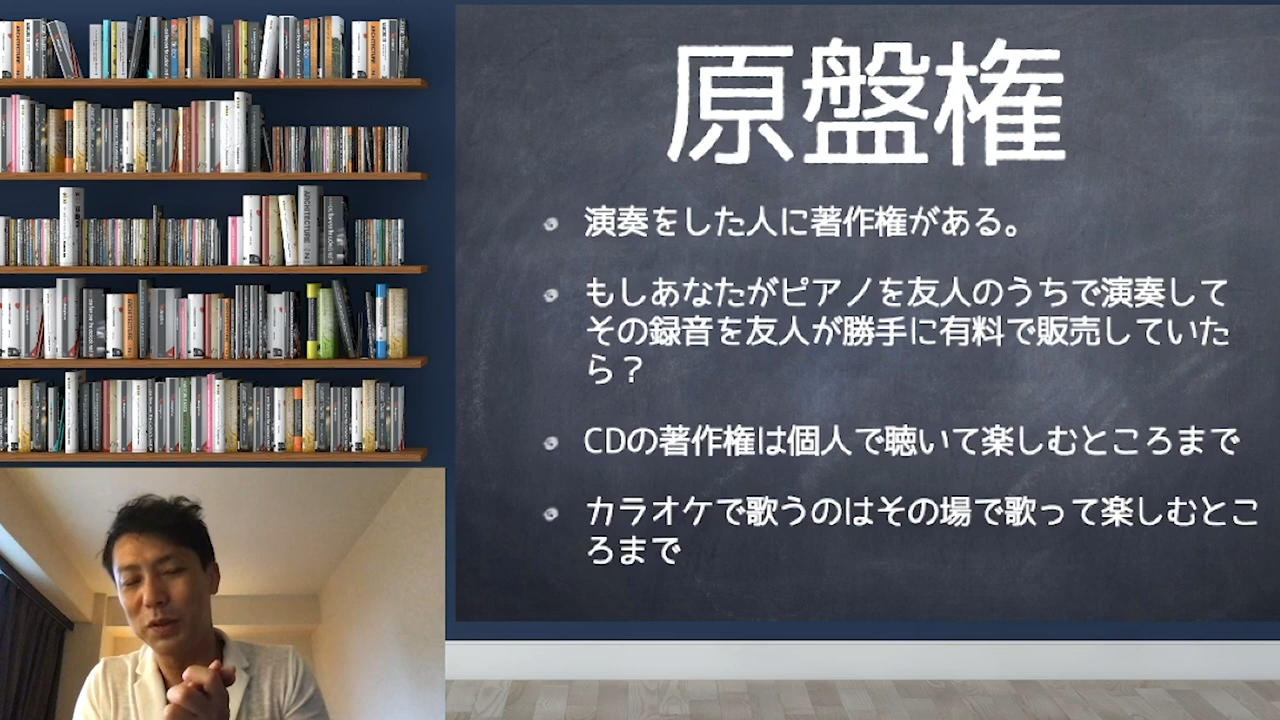 原盤権
演奏をした人に著作権がある。
もしあなたがピアノを友人のうちで演奏して
その録音を友人が勝手に有料で販売していた
ら？
CDの著作権は個人で聴いて楽しむところまで
カラオケで歌うのはその場で歌って楽しむとこ
ろまで